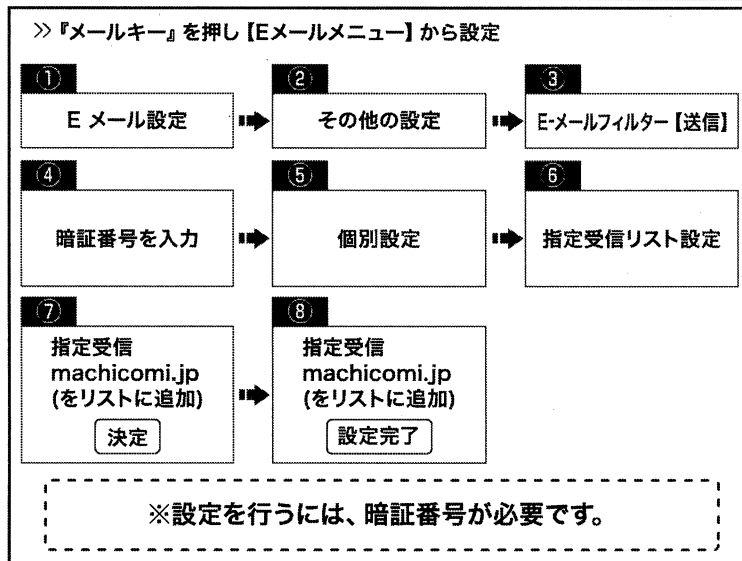 ≫『メールキー』を押し【Eメールメニュー】から設定
①
E メール設定
②
その他の設定
③
E-メールフィルター【送信】
④
暗証番号を入力
⑤
個別設定
⑥
指定受信リスト設定
⑦
指定受信
machicomi.jp
(をリストに追加)
決定
⑧
指定受信
machicomi.jp
(をリストに追加)
設定完了
※設定を行うには、暗証番号が必要です。